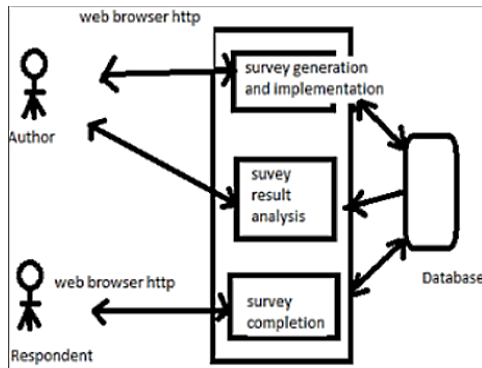 web browser http
survey generation
and implementation
Author
suvey
result
analysis
Database
web browser http
survey
completion
Respondent